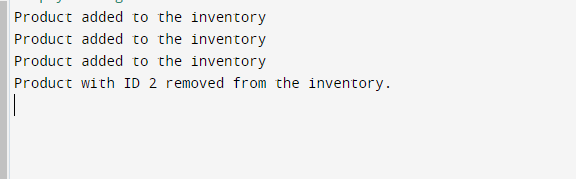 Product added to the inventory
Product added to the inventory
Product added to the inventory
Product with ID 2 removed from the inventory.